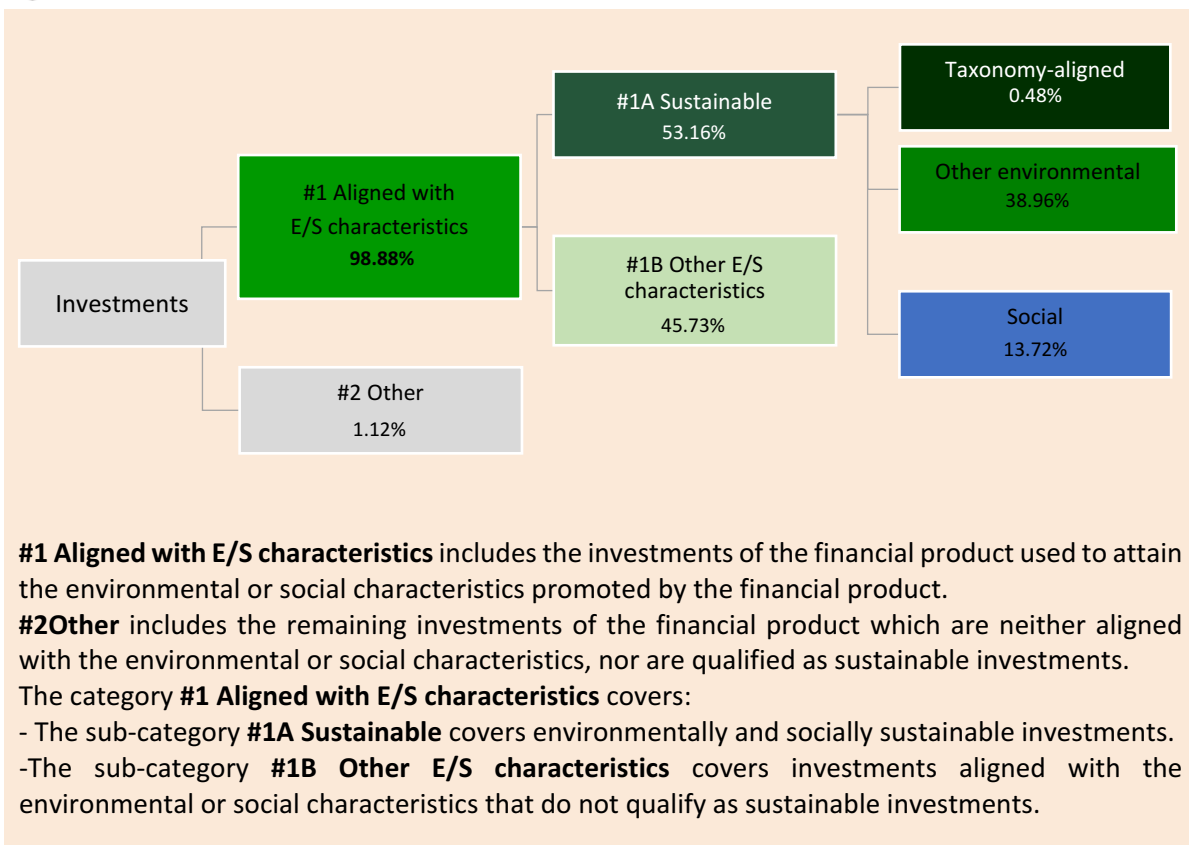 Investments
#1 Aligned with
E/S characteristics
98.88%
#2 Other
1.12%
#1A Sustainable
53.16%
#1B Other E/S
characteristics
45.73%
Taxonomy-aligned
0.48%
Other environmental
38.96%
Social
13.72%
#1 Aligned with E/S characteristics includes the investments of the financial product used to attain
the environmental or social characteristics promoted by the financial product.
#2Other includes the remaining investments of the financial product which are neither aligned
with the environmental or social characteristics, nor are qualified as sustainable investments.
The category #1 Aligned with E/S characteristics covers:
- The sub-category #1A Sustainable covers environmentally and socially sustainable investments.
-The sub-category #1B Other E/S characteristics covers investments aligned with the
environmental or social characteristics that do not qualify as sustainable investments.